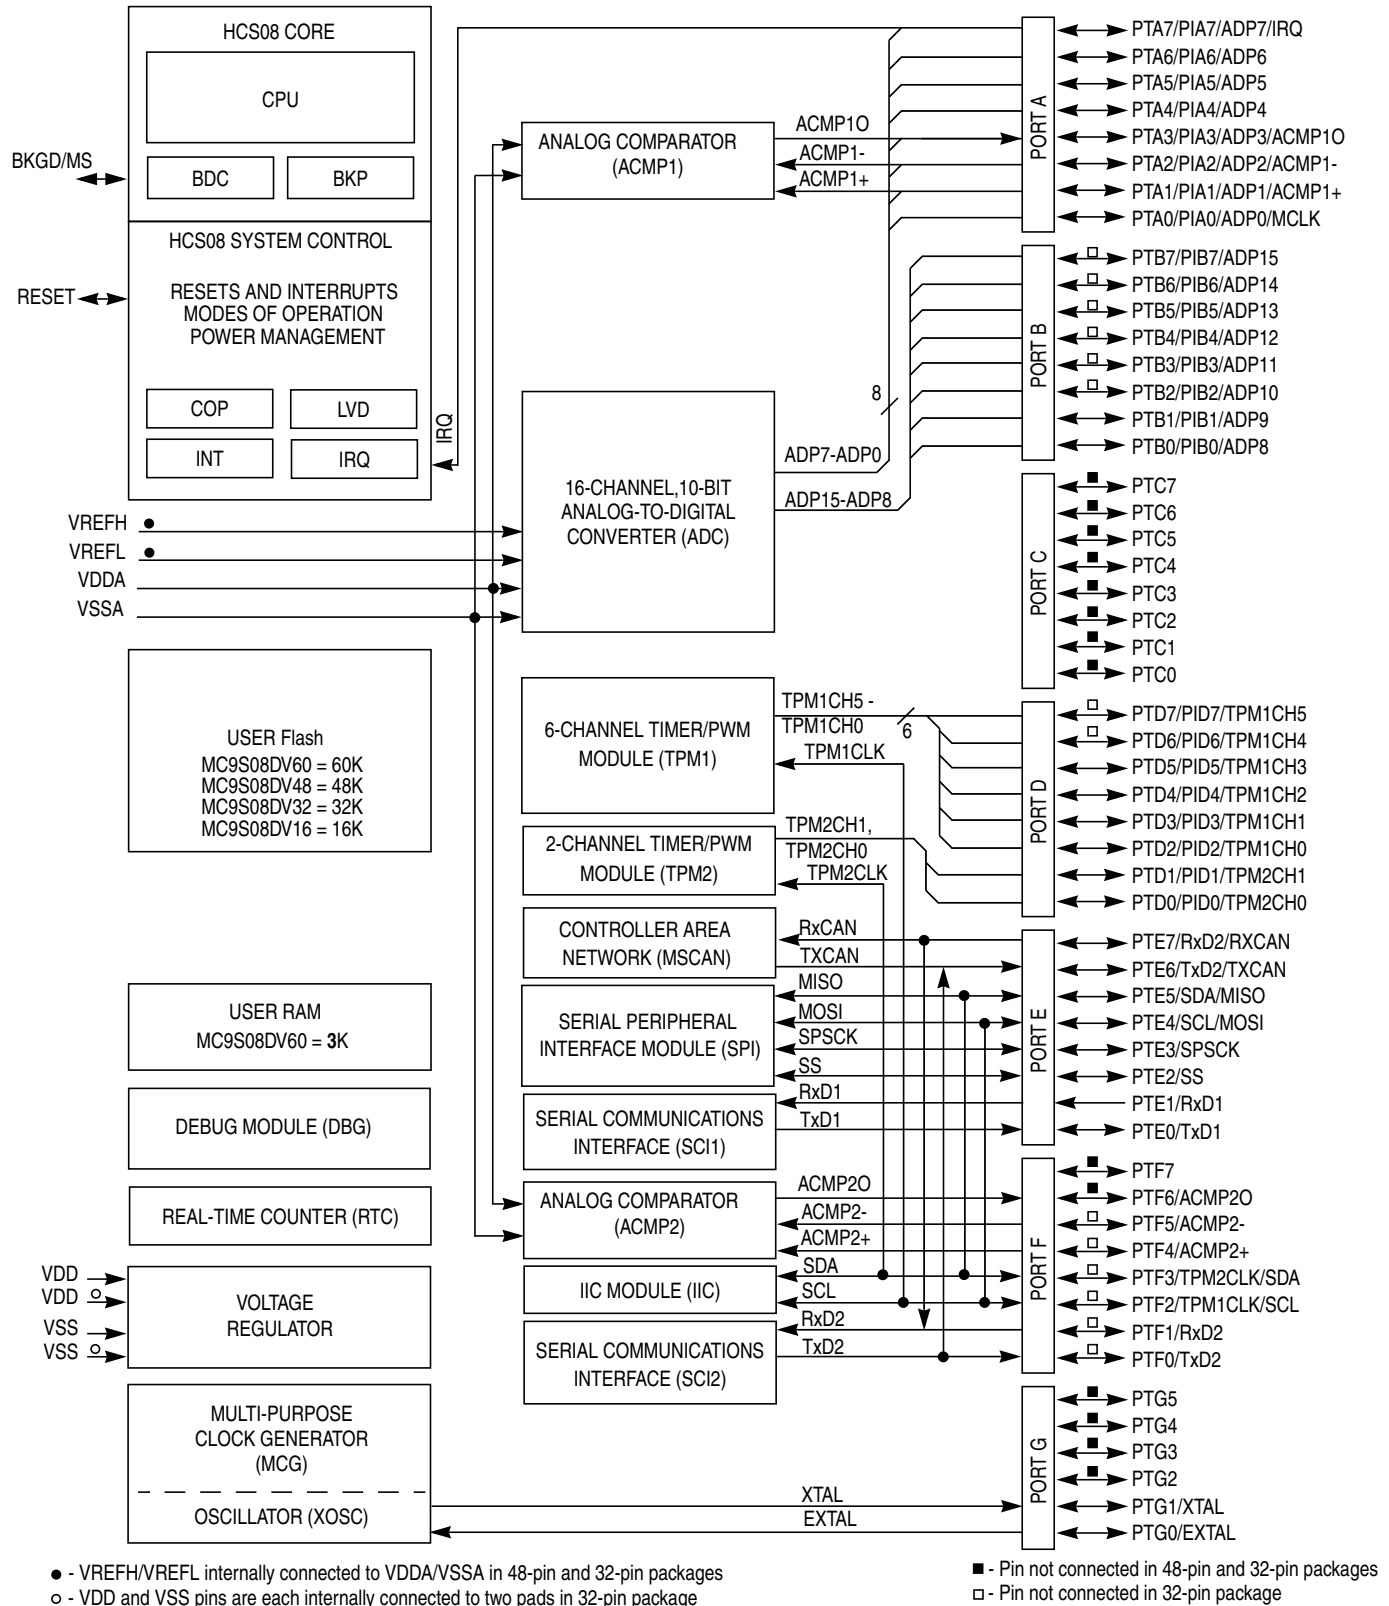 HCS08 CORE
CPU
BDC
BKP
BKGD/MS
HCS08 SYSTEM CONTROL
RESETS AND INTERRUPTS
MODES OF OPERATION
POWER MANAGEMENT
RESET
COP
LVD
INT
IRQ
IRQ
VREFH
VREFL
VDDA
VSSA
USER Flash
MC9S08DV60 = 60K
MC9S08DV48 = 48K
MC9S08DV32 = 32K
MC9S08DV16 = 16K
USER RAM
MC9S08DV60 = 3K
DEBUG MODULE (DBG)
REAL-TIME COUNTER (RTC)
VDD
VDD
VSS
VSS
VOLTAGE
REGULATOR
MULTI-PURPOSE
CLOCK GENERATOR
(MCG)
OSCILLATOR (XOSC)
ANALOG COMPARATOR
(ACMP1)
ACMP1O
ACMP1-
ACMP1+
16-CHANNEL,10-BIT
ANALOG-TO-DIGITAL
CONVERTER (ADC)
8
ADP7-ADP0
ADP15-ADP8
6-CHANNEL TIMER/PWM
MODULE (TPM1)
TPM1CH5 -
TPM1CH0
6
TPM1CLK
2-CHANNEL TIMER/PWM
MODULE (TPM2)
TPM2CH1,
TPM2CH0
TPM2CLK
CONTROLLER AREA
NETWORK (MSCAN)
RxCAN
TXCAN
SERIAL PERIPHERAL
INTERFACE MODULE (SPI)
MISO
MOSI
SPSCK
SS
SERIAL COMMUNICATIONS
INTERFACE (SCI1)
RxD1
TxD1
ANALOG COMPARATOR
(ACMP2)
ACMP2O
ACMP2-
ACMP2+
IIC MODULE (IIC)
SDA
SCL
SERIAL COMMUNICATIONS
INTERFACE (SCI2)
RxD2
TxD2
XTAL
EXTAL
PORT A
PTA7/PIA7/ADP7/IRQ
PTA6/PIA6/ADP6
PTA5/PIA5/ADP5
PTA4/PIA4/ADP4
PTA3/PIA3/ADP3/ACMP1O
PTA2/PIA2/ADP2/ACMP1-
PTA1/PIA1/ADP1/ACMP1+
PTA0/PIA0/ADP0/MCLK
PORT B
PTB7/PIB7/ADP15
PTB6/PIB6/ADP14
PTB5/PIB5/ADP13
PTB4/PIB4/ADP12
PTB3/PIB3/ADP11
PTB2/PIB2/ADP10
PTB1/PIB1/ADP9
PTB0/PIB0/ADP8
PORT C
PTC7
PTC6
PTC5
PTC4
PTC3
PTC2
PTC1
PTC0
PORT D
PTD7/PID7/TPM1CH5
PTD6/PID6/TPM1CH4
PTD5/PID5/TPM1CH3
PTD4/PID4/TPM1CH2
PTD3/PID3/TPM1CH1
PTD2/PID2/TPM1CH0
PTD1/PID1/TPM2CH1
PTD0/PID0/TPM2CH0
PORT E
PTE7/RxD2/RXCAN
PTE6/TxD2/TXCAN
PTE5/SDA/MISO
PTE4/SCL/MOSI
PTE3/SPSCK
PTE2/SS
PTE1/RxD1
PTE0/TxD1
PORT F
PTF7
PTF6/ACMP2O
PTF5/ACMP2-
PTF4/ACMP2+
PTF3/TPM2CLK/SDA
PTF2/TPM1CLK/SCL
PTF1/RxD2
PTF0/TxD2
PORT G
PTG5
PTG4
PTG3
PTG2
PTG1/XTAL
PTG0/EXTAL
● - VREFH/VREFL internally connected to VDDA/VSSA in 48-pin and 32-pin packages
○ - VDD and VSS pins are each internally connected to two pads in 32-pin package
■ - Pin not connected in 48-pin and 32-pin packages
□ - Pin not connected in 32-pin package